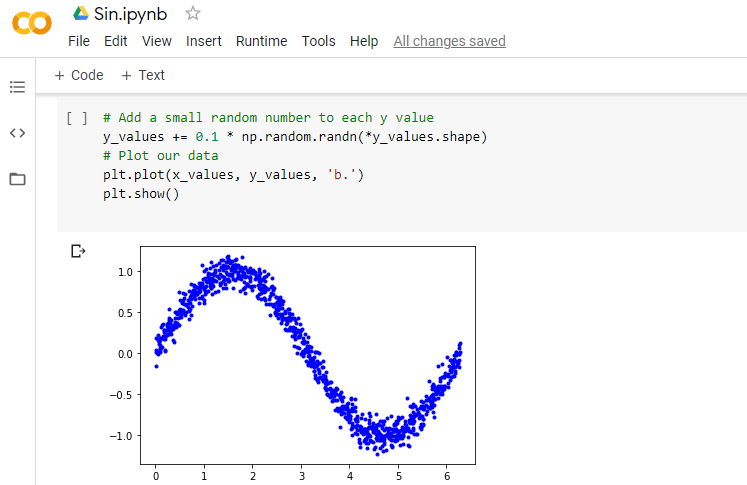 Sin.ipynb
File Edit View Insert Runtime Tools Help All changes saved
+ Code + Text
[ ] # Add a small random number to each y value
y_values += 0.1 * np.random.randn(*y_values.shape)
# Plot our data
plt.plot(x_values, y_values, 'b.')
plt.show()
1.0
0.5
0.0
−0.5
−1.0
0 1 2 3 4 5 6